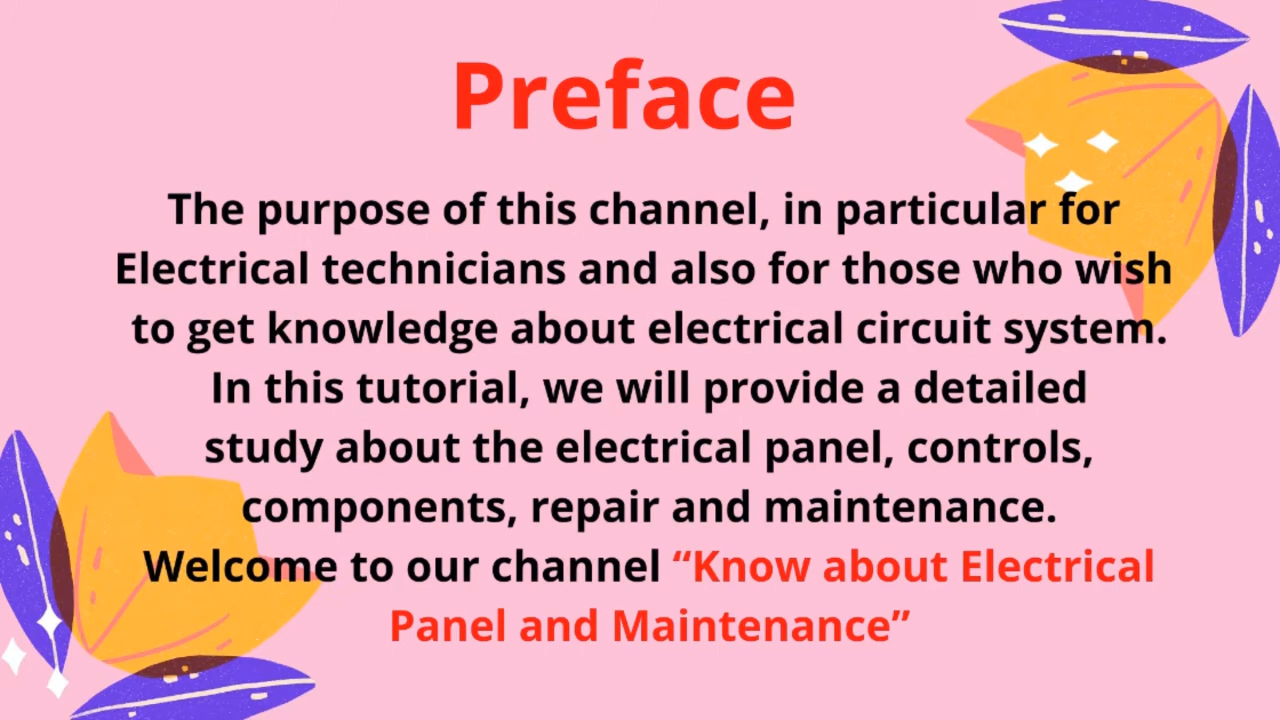 Preface
The purpose of this channel, in particular for
Electrical technicians and also for those who wish
to get knowledge about electrical circuit system.
In this tutorial, we will provide a detailed
study about the electrical panel, controls,
components, repair and maintenance.
Welcome to our channel “Know about Electrical
Panel and Maintenance”